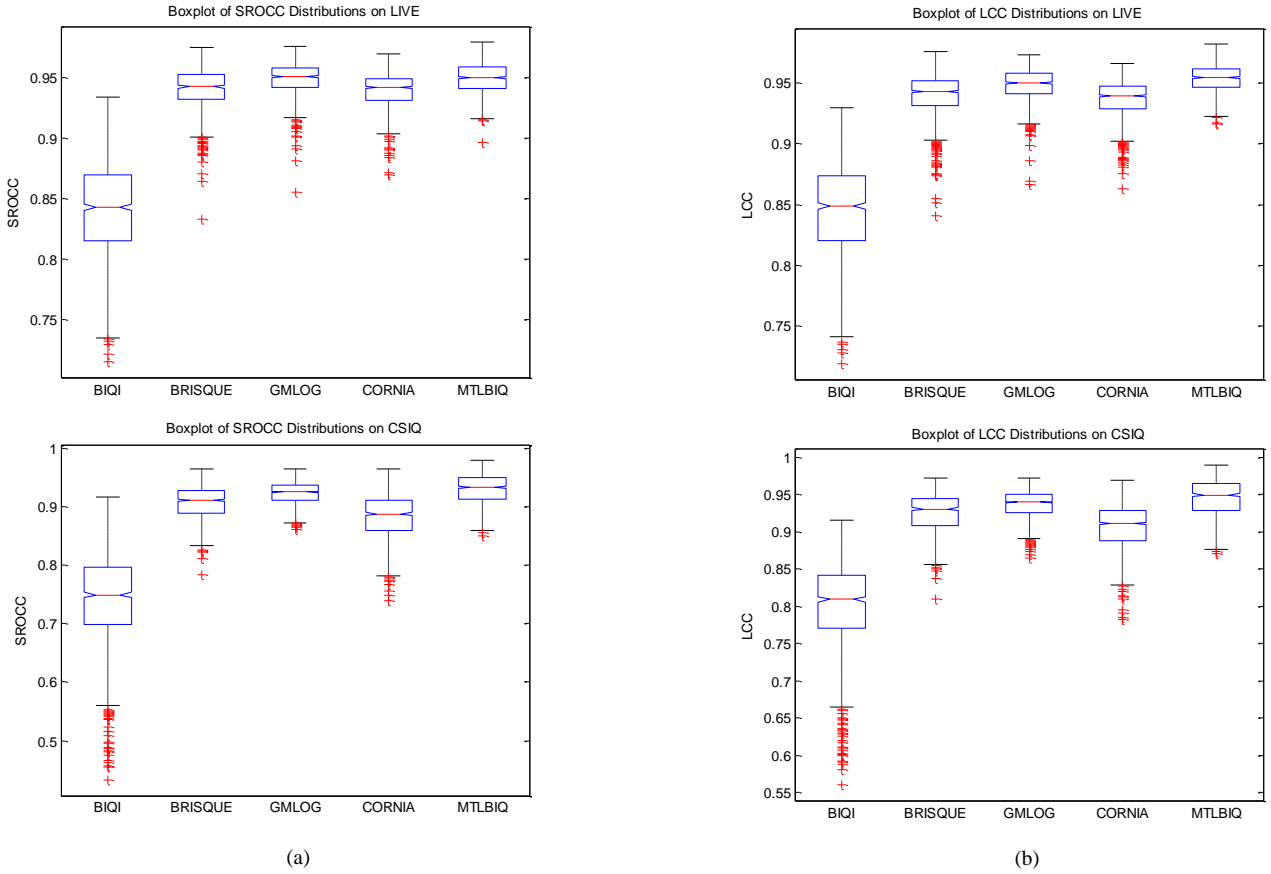 Boxplot of SROCC Distributions on LIVE
0.95
0.9
0.85
0.8
0.75
SROCC
BIQI BRISQUE GMLOG CORNIA MTLBIQ
Boxplot of LCC Distributions on LIVE
0.95
0.9
0.85
0.8
0.75
LCC
BIQI BRISQUE GMLOG CORNIA MTLBIQ
Boxplot of SROCC Distributions on CSIQ
1
0.9
0.8
0.7
0.6
0.5
SROCC
BIQI BRISQUE GMLOG CORNIA MTLBIQ
Boxplot of LCC Distributions on CSIQ
1
0.95
0.9
0.85
0.8
0.75
0.7
0.65
0.6
0.55
LCC
BIQI BRISQUE GMLOG CORNIA MTLBIQ
(a)
(b)